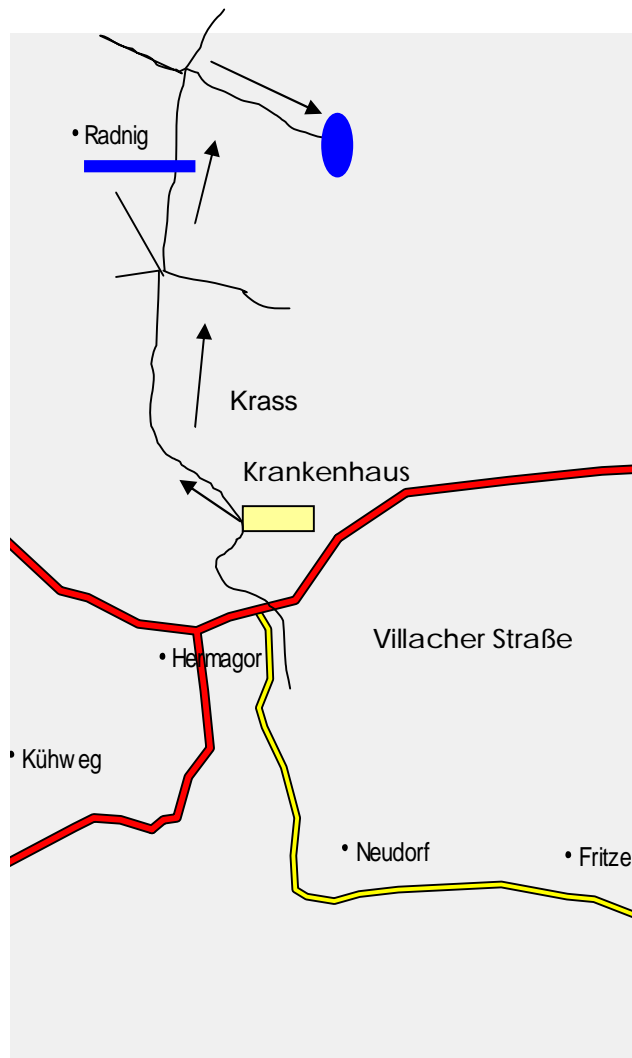 Radnig
Krass
Krankenhaus
Villacher Straße
Hermagor
Kühweg
Neudorf
Fritze